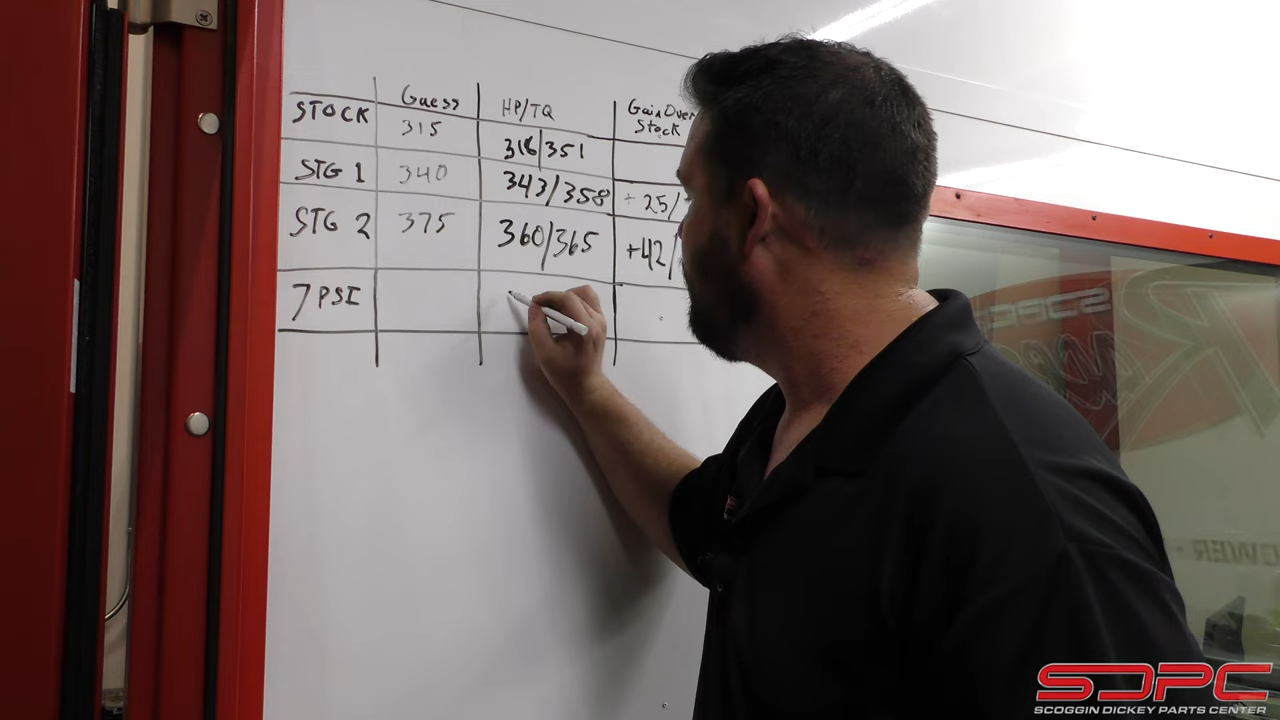 Guess
HP/TQ
Gain Over
Stock
STOCK
315
316/351
STG 1
340
343/358
+25/
STG 2
375
360/365
+42/
7 PSI
SDPC
SDPC
SCOGGIN DICKEY PARTS CENTER